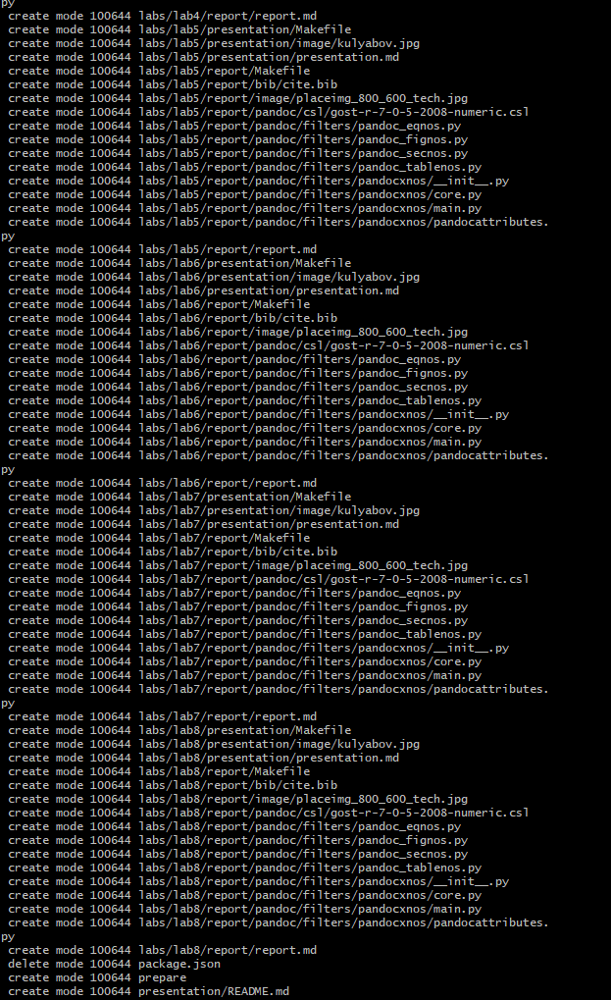 py
create mode 100644 labs/lab4/report/report.md
create mode 100644 labs/lab5/presentation/Makefile
create mode 100644 labs/lab5/presentation/image/kulyabov.jpg
create mode 100644 labs/lab5/presentation/presentation.md
create mode 100644 labs/lab5/report/Makefile
create mode 100644 labs/lab5/report/bib/cite.bib
create mode 100644 labs/lab5/report/image/placeimg_800_600_tech.jpg
create mode 100644 labs/lab5/report/pandoc/csl/gost-r-7-0-5-2008-numeric.csl
create mode 100644 labs/lab5/report/pandoc/filters/pandoc_eqnos.py
create mode 100644 labs/lab5/report/pandoc/filters/pandoc_fignos.py
create mode 100644 labs/lab5/report/pandoc/filters/pandoc_secnos.py
create mode 100644 labs/lab5/report/pandoc/filters/pandoc_tablenos.py
create mode 100644 labs/lab5/report/pandoc/filters/pandocxnos/__init__.py
create mode 100644 labs/lab5/report/pandoc/filters/pandocxnos/core.py
create mode 100644 labs/lab5/report/pandoc/filters/pandocxnos/main.py
create mode 100644 labs/lab5/report/pandoc/filters/pandocxnos/pandocattributes.
py
create mode 100644 labs/lab5/report/report.md
create mode 100644 labs/lab6/presentation/Makefile
create mode 100644 labs/lab6/presentation/image/kulyabov.jpg
create mode 100644 labs/lab6/presentation/presentation.md
create mode 100644 labs/lab6/report/Makefile
create mode 100644 labs/lab6/report/bib/cite.bib
create mode 100644 labs/lab6/report/image/placeimg_800_600_tech.jpg
create mode 100644 labs/lab6/report/pandoc/csl/gost-r-7-0-5-2008-numeric.csl
create mode 100644 labs/lab6/report/pandoc/filters/pandoc_eqnos.py
create mode 100644 labs/lab6/report/pandoc/filters/pandoc_fignos.py
create mode 100644 labs/lab6/report/pandoc/filters/pandoc_secnos.py
create mode 100644 labs/lab6/report/pandoc/filters/pandoc_tablenos.py
create mode 100644 labs/lab6/report/pandoc/filters/pandocxnos/__init__.py
create mode 100644 labs/lab6/report/pandoc/filters/pandocxnos/core.py
create mode 100644 labs/lab6/report/pandoc/filters/pandocxnos/main.py
create mode 100644 labs/lab6/report/pandoc/filters/pandocxnos/pandocattributes.
py
create mode 100644 labs/lab6/report/report.md
create mode 100644 labs/lab7/presentation/Makefile
create mode 100644 labs/lab7/presentation/image/kulyabov.jpg
create mode 100644 labs/lab7/presentation/presentation.md
create mode 100644 labs/lab7/report/Makefile
create mode 100644 labs/lab7/report/bib/cite.bib
create mode 100644 labs/lab7/report/image/placeimg_800_600_tech.jpg
create mode 100644 labs/lab7/report/pandoc/csl/gost-r-7-0-5-2008-numeric.csl
create mode 100644 labs/lab7/report/pandoc/filters/pandoc_eqnos.py
create mode 100644 labs/lab7/report/pandoc/filters/pandoc_fignos.py
create mode 100644 labs/lab7/report/pandoc/filters/pandoc_secnos.py
create mode 100644 labs/lab7/report/pandoc/filters/pandoc_tablenos.py
create mode 100644 labs/lab7/report/pandoc/filters/pandocxnos/__init__.py
create mode 100644 labs/lab7/report/pandoc/filters/pandocxnos/core.py
create mode 100644 labs/lab7/report/pandoc/filters/pandocxnos/main.py
create mode 100644 labs/lab7/report/pandoc/filters/pandocxnos/pandocattributes.
py
create mode 100644 labs/lab7/report/report.md
create mode 100644 labs/lab8/presentation/Makefile
create mode 100644 labs/lab8/presentation/image/kulyabov.jpg
create mode 100644 labs/lab8/presentation/presentation.md
create mode 100644 labs/lab8/report/Makefile
create mode 100644 labs/lab8/report/bib/cite.bib
create mode 100644 labs/lab8/report/image/placeimg_800_600_tech.jpg
create mode 100644 labs/lab8/report/pandoc/csl/gost-r-7-0-5-2008-numeric.csl
create mode 100644 labs/lab8/report/pandoc/filters/pandoc_eqnos.py
create mode 100644 labs/lab8/report/pandoc/filters/pandoc_fignos.py
create mode 100644 labs/lab8/report/pandoc/filters/pandoc_secnos.py
create mode 100644 labs/lab8/report/pandoc/filters/pandoc_tablenos.py
create mode 100644 labs/lab8/report/pandoc/filters/pandocxnos/__init__.py
create mode 100644 labs/lab8/report/pandoc/filters/pandocxnos/core.py
create mode 100644 labs/lab8/report/pandoc/filters/pandocxnos/main.py
create mode 100644 labs/lab8/report/pandoc/filters/pandocxnos/pandocattributes.
py
create mode 100644 labs/lab8/report/report.md
delete mode 100644 package.json
create mode 100644 prepare
create mode 100644 presentation/README.md